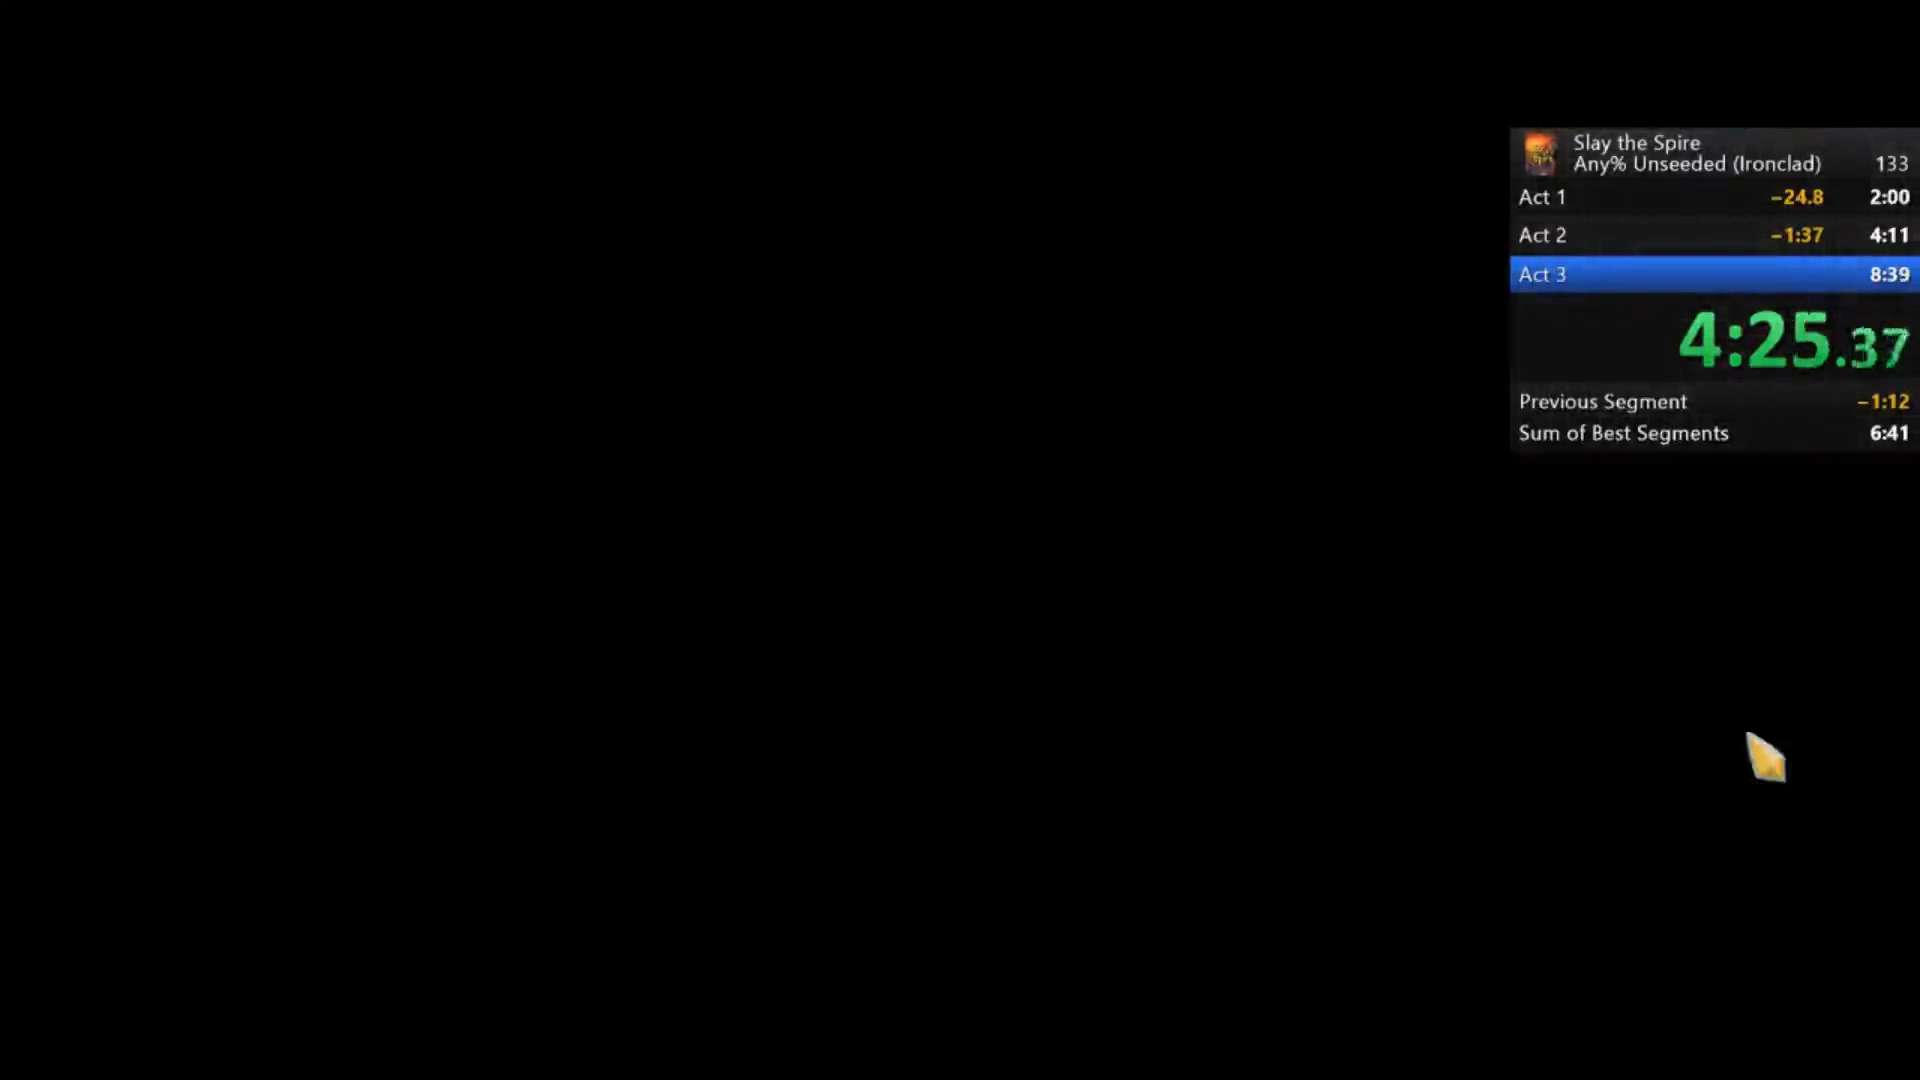 Slay the Spire
Any% Unseeded (Ironclad) 133
Act 1 −24.8 2:00
Act 2 −1:37 4:11
Act 3 8:39
4:25.37
Previous Segment −1:12
Sum of Best Segments 6:41